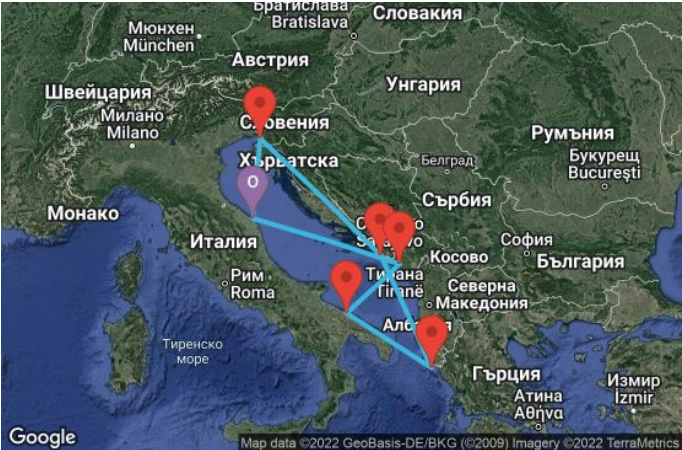 Братислава
Bratislava
Словакия
Мюнхен
München
Австрия
Швейцария
Унгария
Милано
Milano
Словения
Румъния
Хърватска
Белград
Букурещ
București
Сърбия
Монако
O
Италия
София
Косово
България
Рим
Roma
Тирана
Tiranë
Северна
Македония
Тиренско
море
Гърция
Измир
İzmir
Атина
Αθήνα
Google
Map data ©2022 GeoBasis-DE/BKG (©2009) Imagery ©2022 TerraMetrics